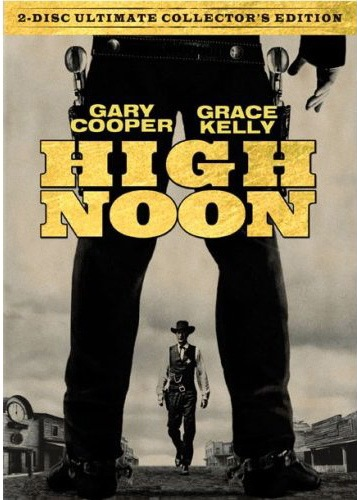 2-DISC ULTIMATE COLLECTOR'S EDITION
GARY GRACE
COOPER KELLY
HIGH
NOON